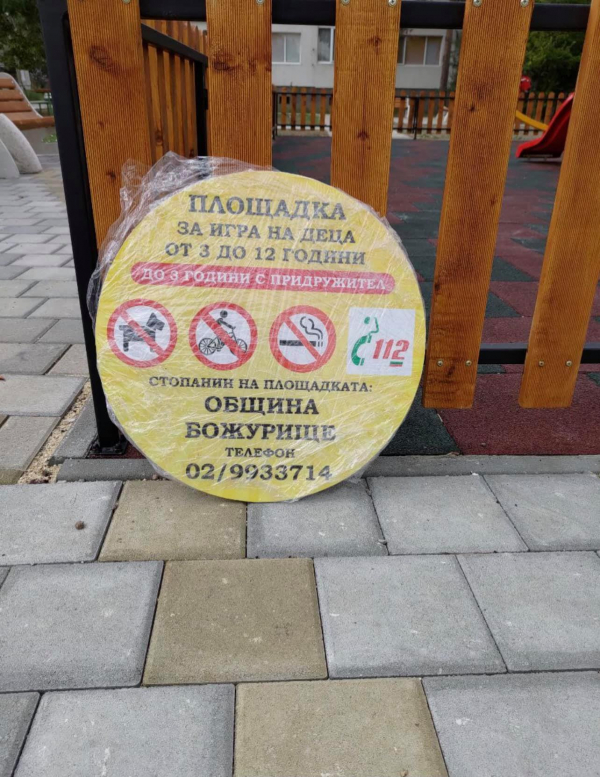 ПЛОЩАДКА
ЗА ИГРА НА ДЕЦА
ОТ 3 ДО 12 ГОДИНИ
ДО 3 ГОДИНИ С ПРИДРУЖИТЕЛ
112
СТОПАНИН НА ПЛОЩАДКАТА:
ОБЩИНА
БОЖУРИЩЕ
ТЕЛЕФОН
02/9933714